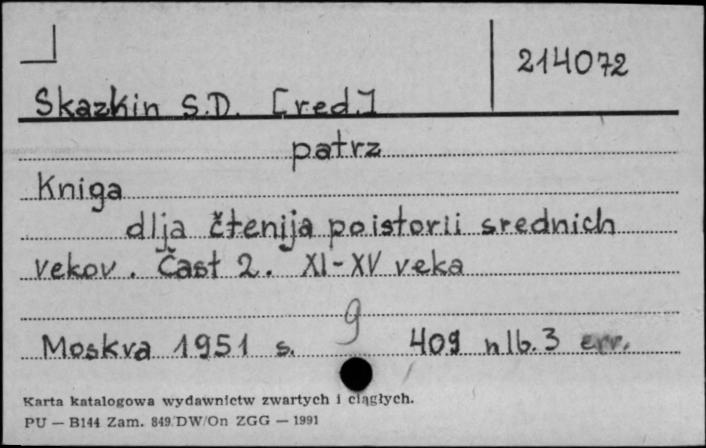 214072
Skazkin S.D. [red.]
patrz
Kniga
dlja čtenija po istorii srednich
vekov. Čast 2. XI-XV veka
9
Moskva 1951 s. 409 nlb. 3 err.
Karta katalogowa wydawnictw zwartych i ciągłych.
PU — B144 Zam. 849/DW/On ZGG — 1991